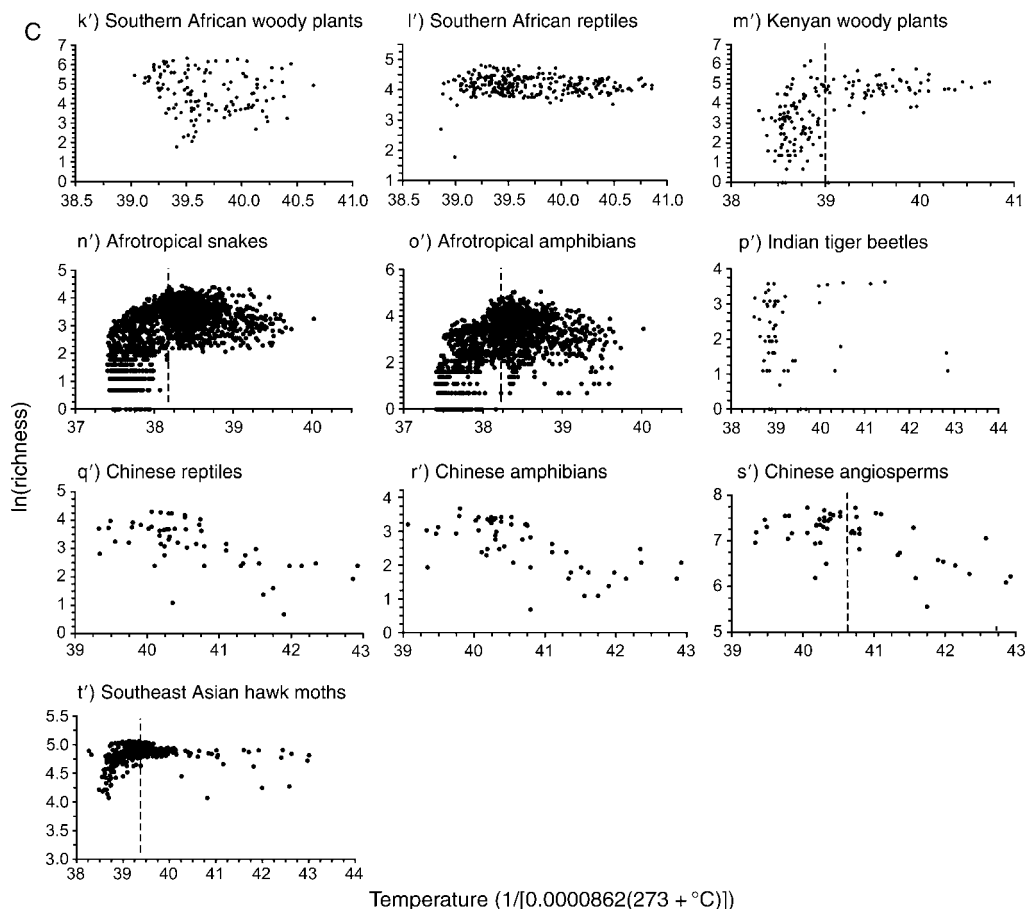 C
k') Southern African woody plants
7
6
5
4
3
2
1
0
38.5 39.0 39.5 40.0 40.5 41.0
l') Southern African reptiles
5
4
3
2
1
38.5 39.0 39.5 40.0 40.5 41.0
m') Kenyan woody plants
7
6
5
4
3
2
1
0
38 39 40 41
n') Afrotropical snakes
5
4
3
2
1
0
37 38 39 40
o') Afrotropical amphibians
6
4
2
0
37 38 39 40
p') Indian tiger beetles
4
3
2
1
0
38 39 40 41 42 43 44
q') Chinese reptiles
5
4
3
2
1
0
39 40 41 42 43
r') Chinese amphibians
4
3
2
1
0
39 40 41 42 43
s') Chinese angiosperms
8
7
6
5
39 40 41 42 43
t') Southeast Asian hawk moths
5.5
5.0
4.5
4.0
3.5
3.0
38 39 40 41 42 43 44
ln(richness)
Temperature (1/[0.0000862(273 + °C)])